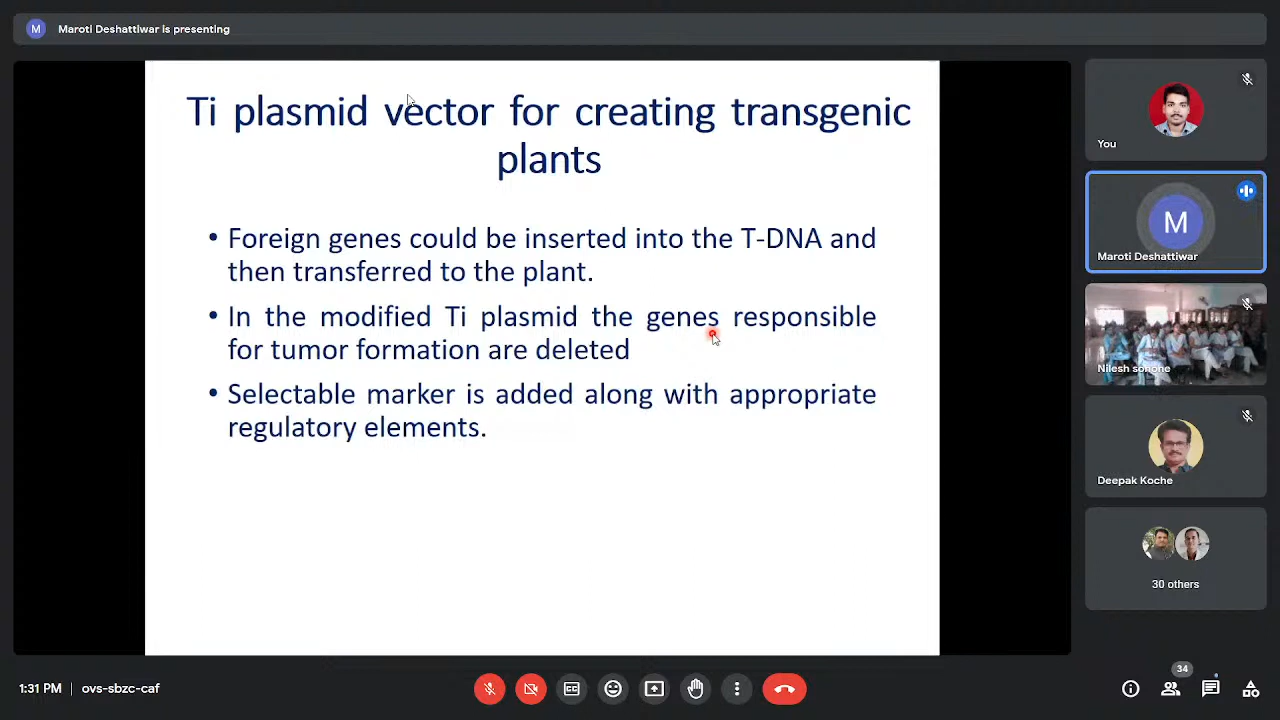 M Maroti Deshattiwar is presenting
Ti plasmid vector for creating transgenic
plants
• Foreign genes could be inserted into the T-DNA and
then transferred to the plant.
• In the modified Ti plasmid the genes responsible
for tumor formation are deleted
• Selectable marker is added along with appropriate
regulatory elements.
You
M
Maroti Deshattiwar
Nilesh sonone
Deepak Koche
30 others
1:31 PM | ovs-sbzc-caf
CC
34